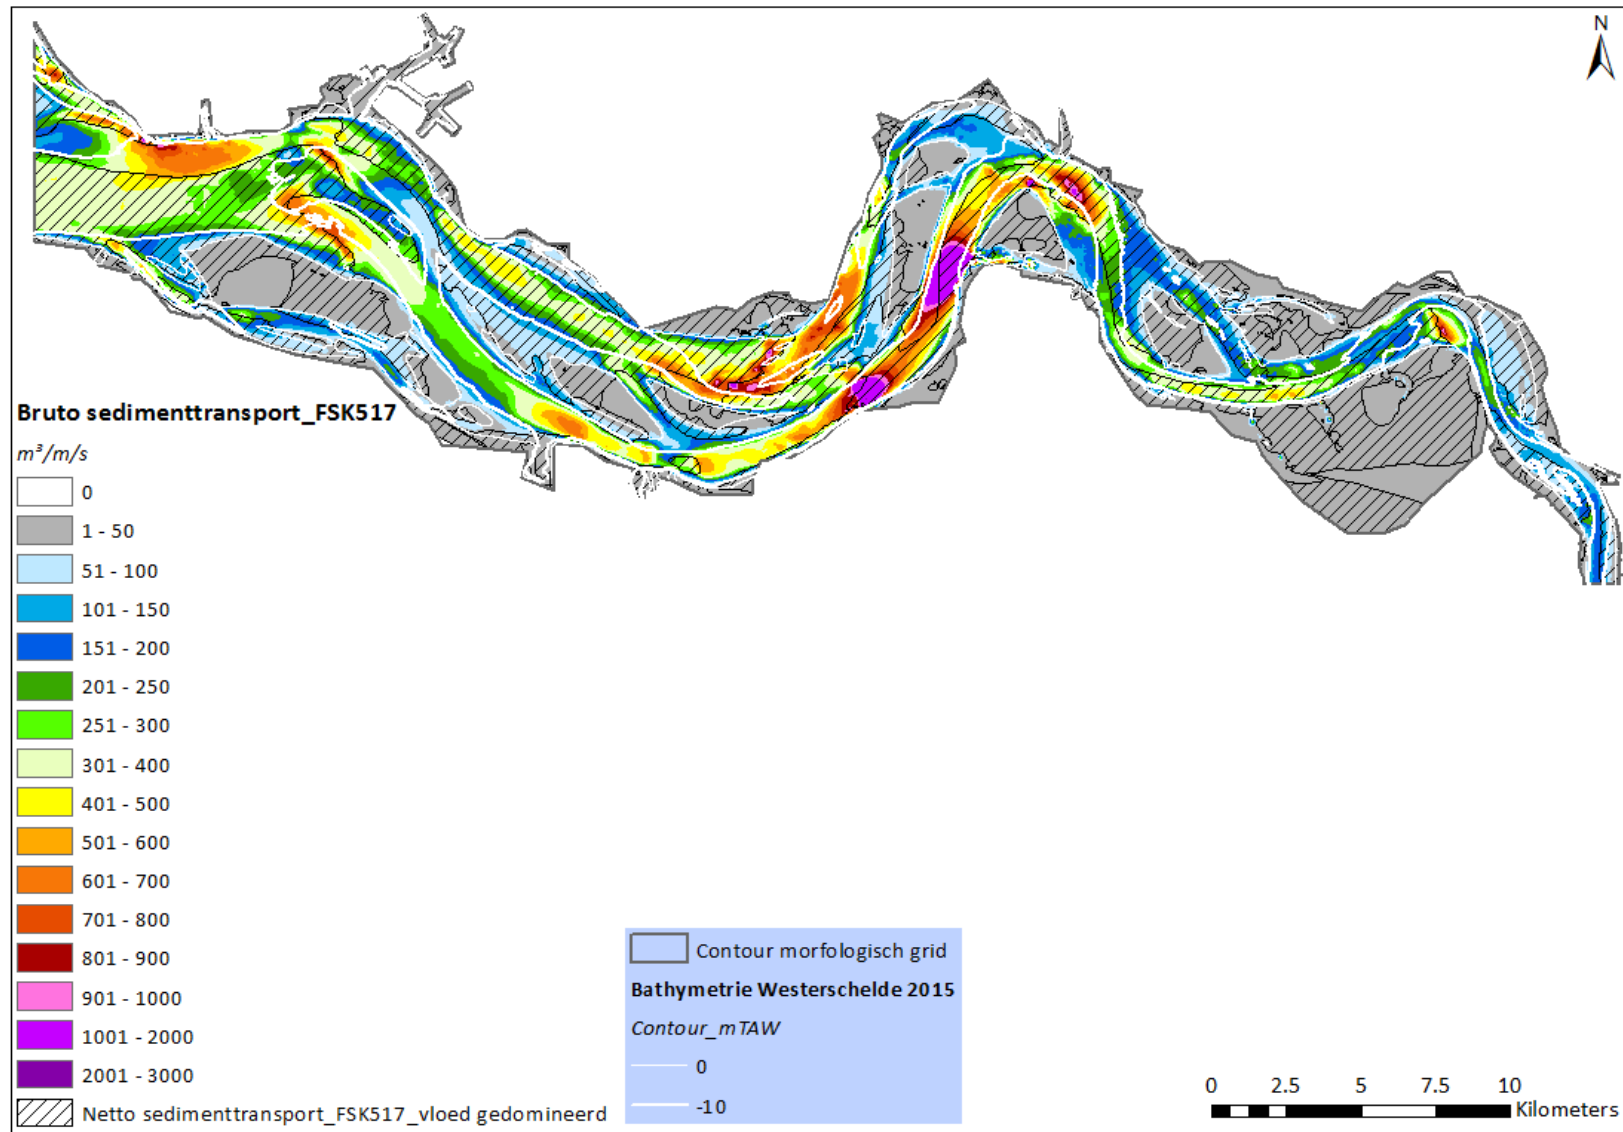 N
Bruto sedimenttransport_FSK517
m³/m/s
0
1 - 50
51 - 100
101 - 150
151 - 200
201 - 250
251 - 300
301 - 400
401 - 500
501 - 600
601 - 700
701 - 800
801 - 900
901 - 1000
1001 - 2000
2001 - 3000
Netto sedimenttransport_FSK517_vloed gedomineerd
Contour morfologisch grid
Bathymetrie Westerschelde 2015
Contour_mTAW
0
-10
0 2.5 5 7.5 10
Kilometers